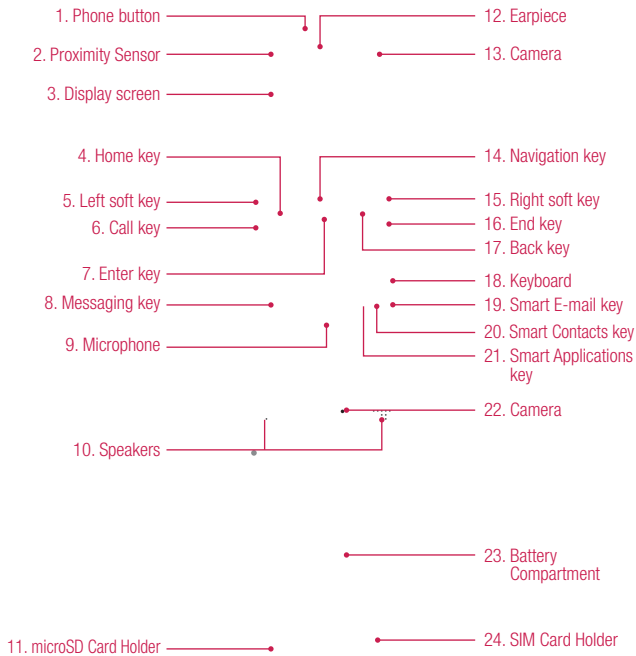 1. Phone button
2. Proximity Sensor
3. Display screen
4. Home key
5. Left soft key
6. Call key
7. Enter key
8. Messaging key
9. Microphone
10. Speakers
11. microSD Card Holder
12. Earpiece
13. Camera
14. Navigation key
15. Right soft key
16. End key
17. Back key
18. Keyboard
19. Smart E-mail key
20. Smart Contacts key
21. Smart Applications
key
22. Camera
23. Battery
Compartment
24. SIM Card Holder